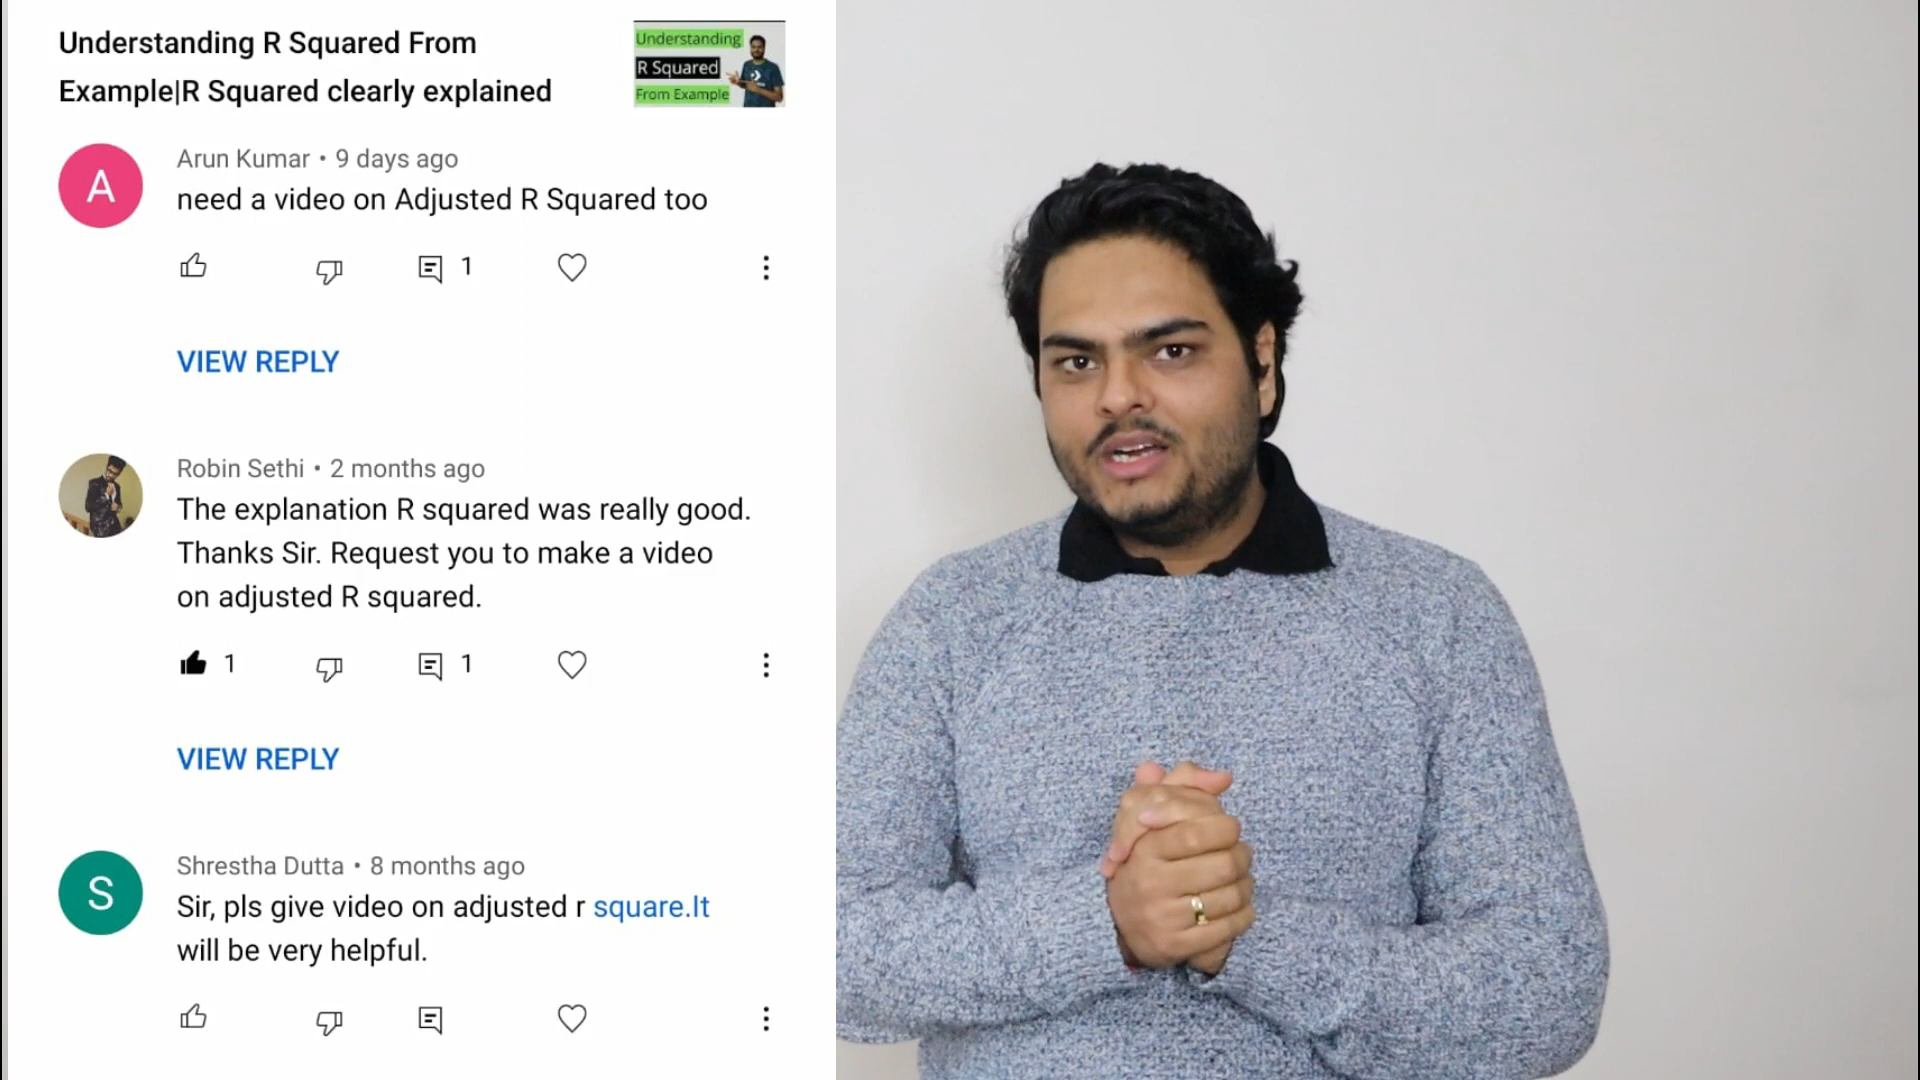 Understanding R Squared From
Example|R Squared clearly explained
Understanding
R Squared
From Example
A
Arun Kumar • 9 days ago
need a video on Adjusted R Squared too
1
VIEW REPLY
Robin Sethi • 2 months ago
The explanation R squared was really good.
Thanks Sir. Request you to make a video
on adjusted R squared.
1 1
VIEW REPLY
S
Shrestha Dutta • 8 months ago
Sir, pls give video on adjusted r square.It
will be very helpful.